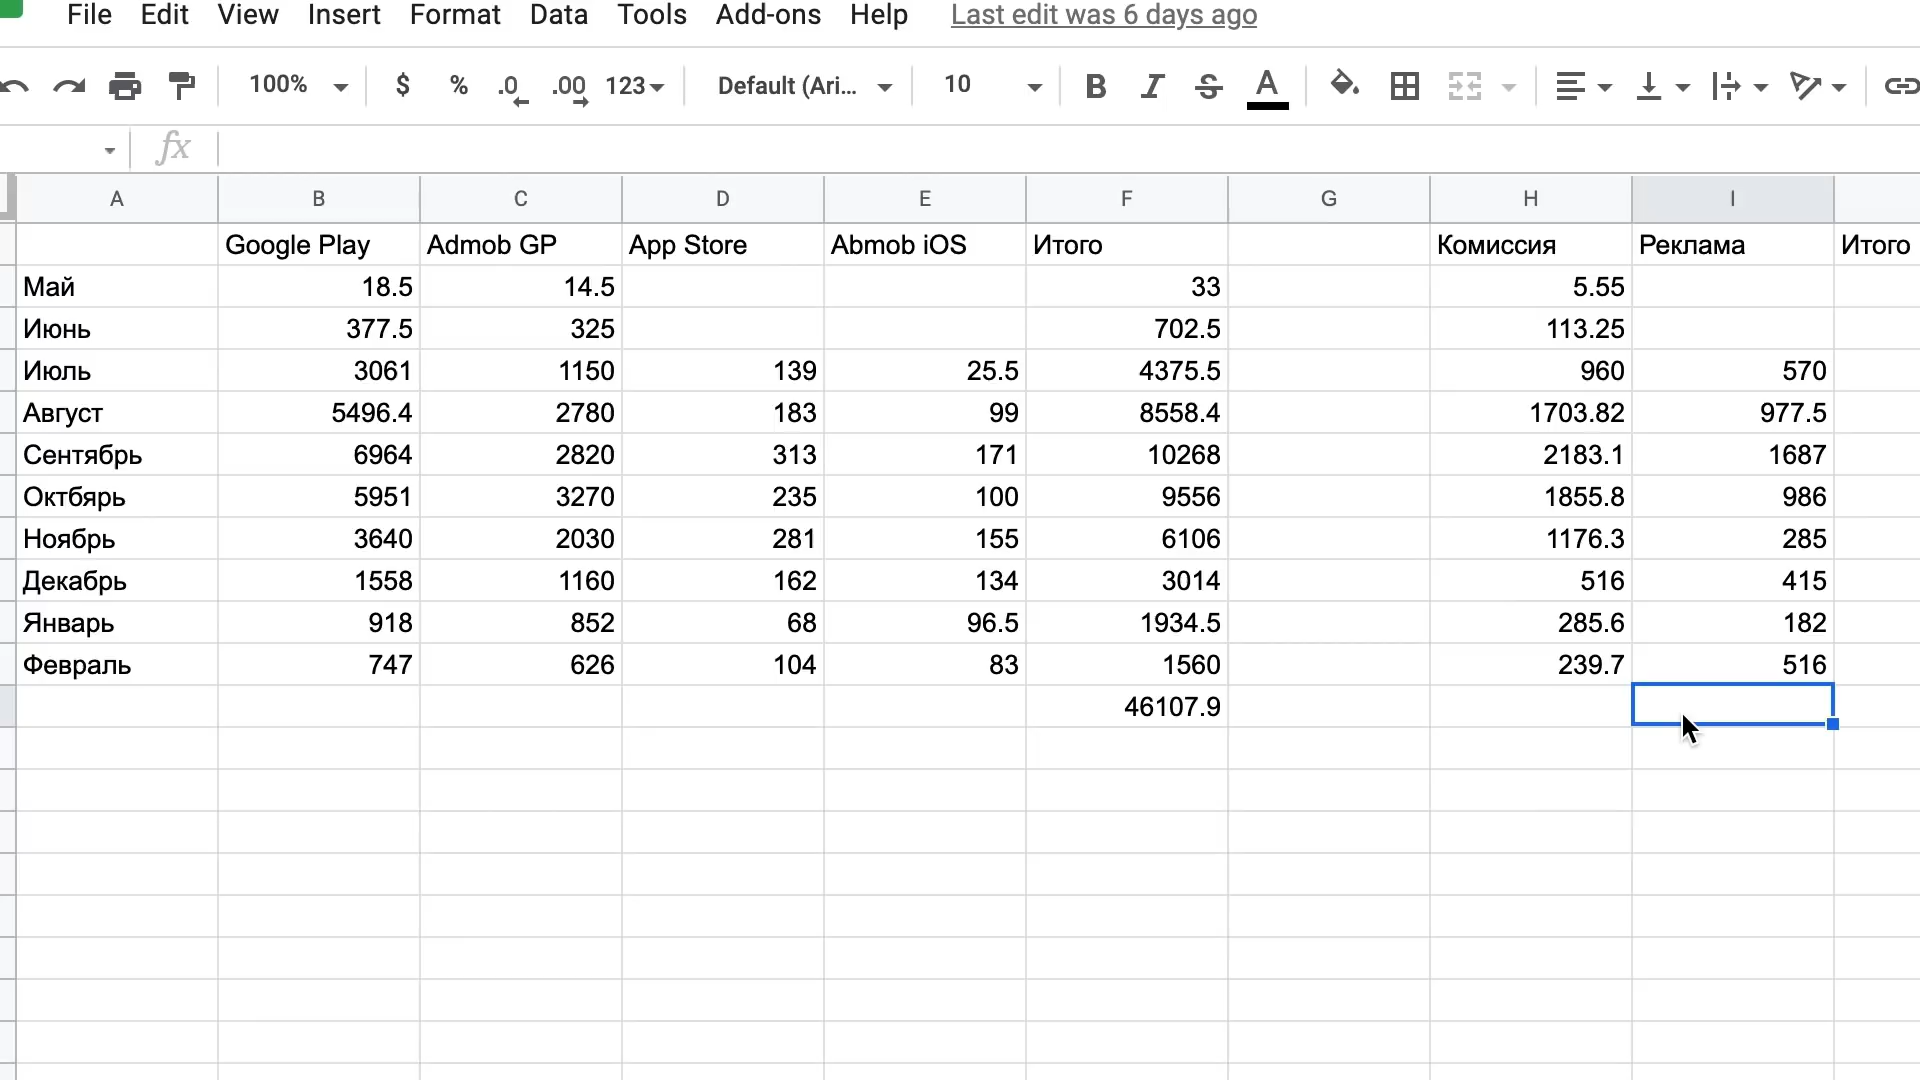 File Edit View Insert Format Data Tools Add-ons Help Last edit was 6 days ago
100% $ % .0 .00 123 Default (Ari... 10 B I S A
fx
A B C D E F G H I
Google Play Admob GP App Store Abmob iOS Итого Комиссия Реклама Итого
Май 18.5 14.5 33 5.55
Июнь 377.5 325 702.5 113.25
Июль 3061 1150 139 25.5 4375.5 960 570
Август 5496.4 2780 183 99 8558.4 1703.82 977.5
Сентябрь 6964 2820 313 171 10268 2183.1 1687
Октбярь 5951 3270 235 100 9556 1855.8 986
Ноябрь 3640 2030 281 155 6106 1176.3 285
Декабрь 1558 1160 162 134 3014 516 415
Январь 918 852 68 96.5 1934.5 285.6 182
Февраль 747 626 104 83 1560 239.7 516
46107.9